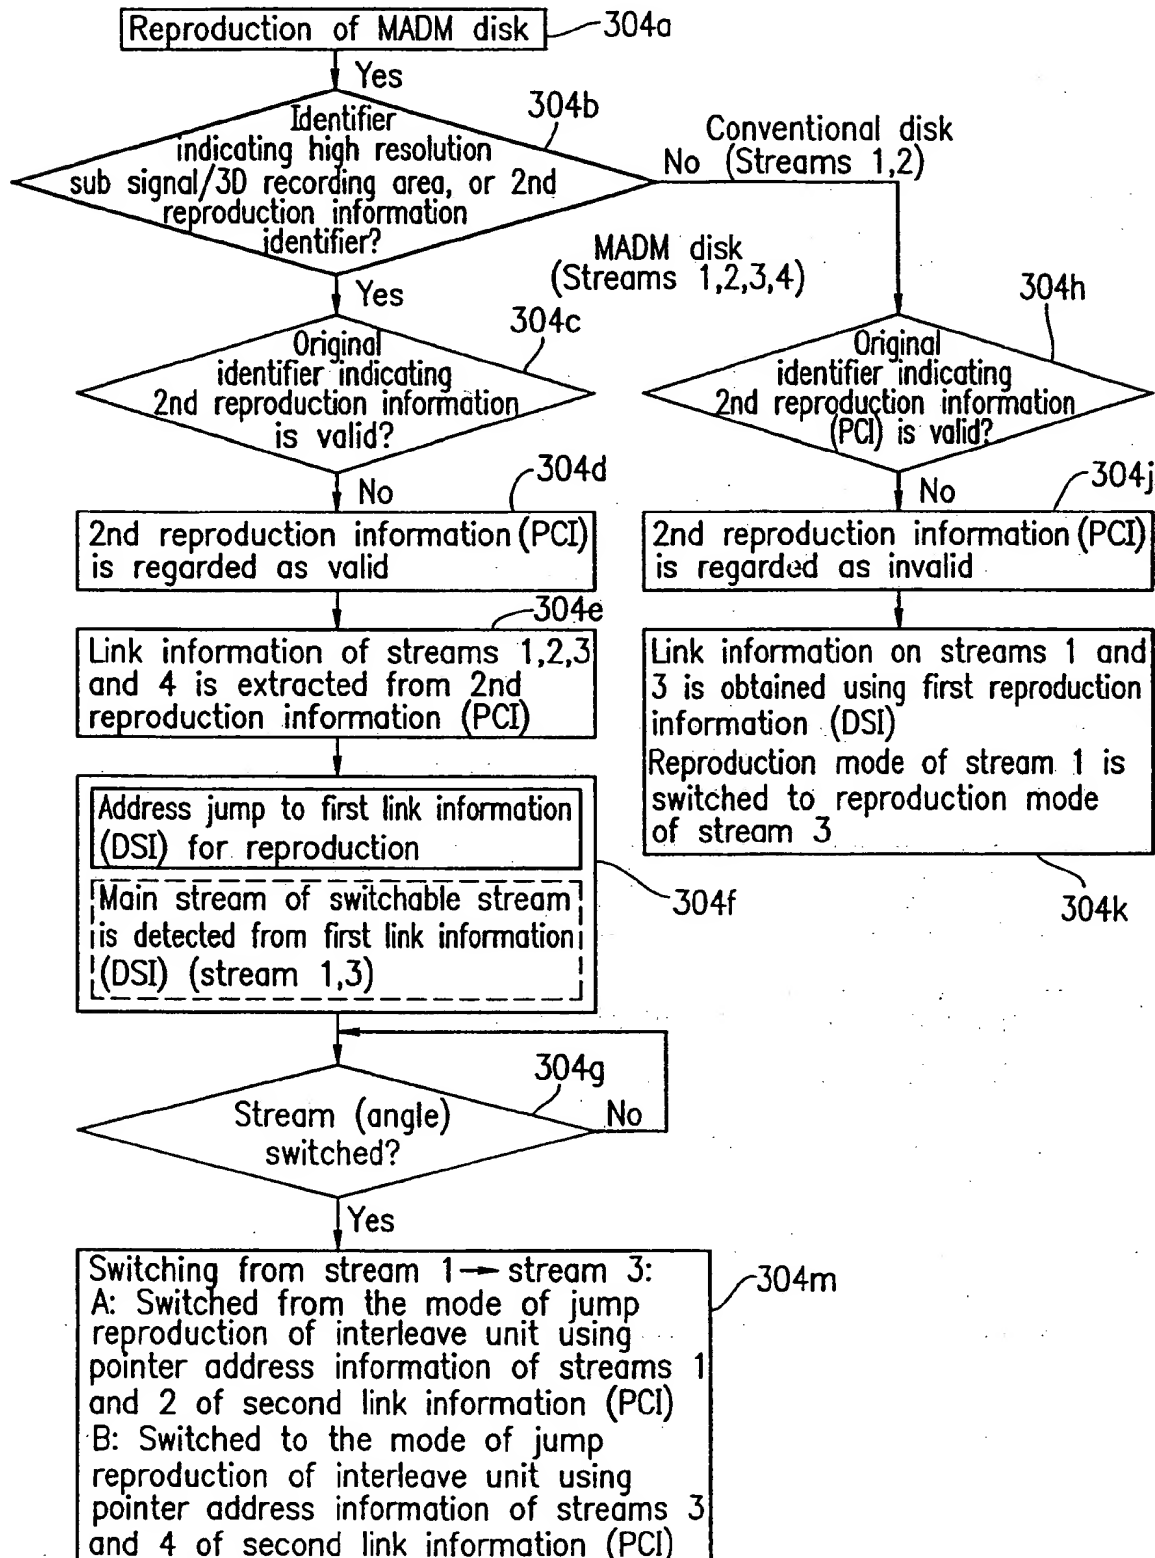 Reproduction of MADM disk
304a
Yes
304b
Identifier
indicating high resolution
sub signal/3D recording area, or 2nd
reproduction information
identifier?
Conventional disk
No (Streams 1,2)
MADM disk
(Streams 1,2,3,4)
Yes
304c
Original
identifier indicating
2nd reproduction information
is valid?
304h
Original
identifier indicating
2nd reproduction information
(PCI) is valid?
No
304d
2nd reproduction information (PCI)
is regarded as valid
No
304j
2nd reproduction information (PCI)
is regarded as invalid
304e
Link information of streams 1,2,3
and 4 is extracted from 2nd
reproduction information (PCI)
Link information on streams 1 and
3 is obtained using first reproduction
information (DSI)
Reproduction mode of stream 1 is
switched to reproduction mode
of stream 3
304k
Address jump to first link information
(DSI) for reproduction
Main stream of switchable stream
is detected from first link information
(DSI) (stream 1,3)
304f
304g
Stream (angle)
switched?
No
Yes
Switching from stream 1→ stream 3:
A: Switched from the mode of jump
reproduction of interleave unit using
pointer address information of streams 1
and 2 of second link information (PCI)
B: Switched to the mode of jump
reproduction of interleave unit using
pointer address information of streams 3
and 4 of second link information (PCI)
304m